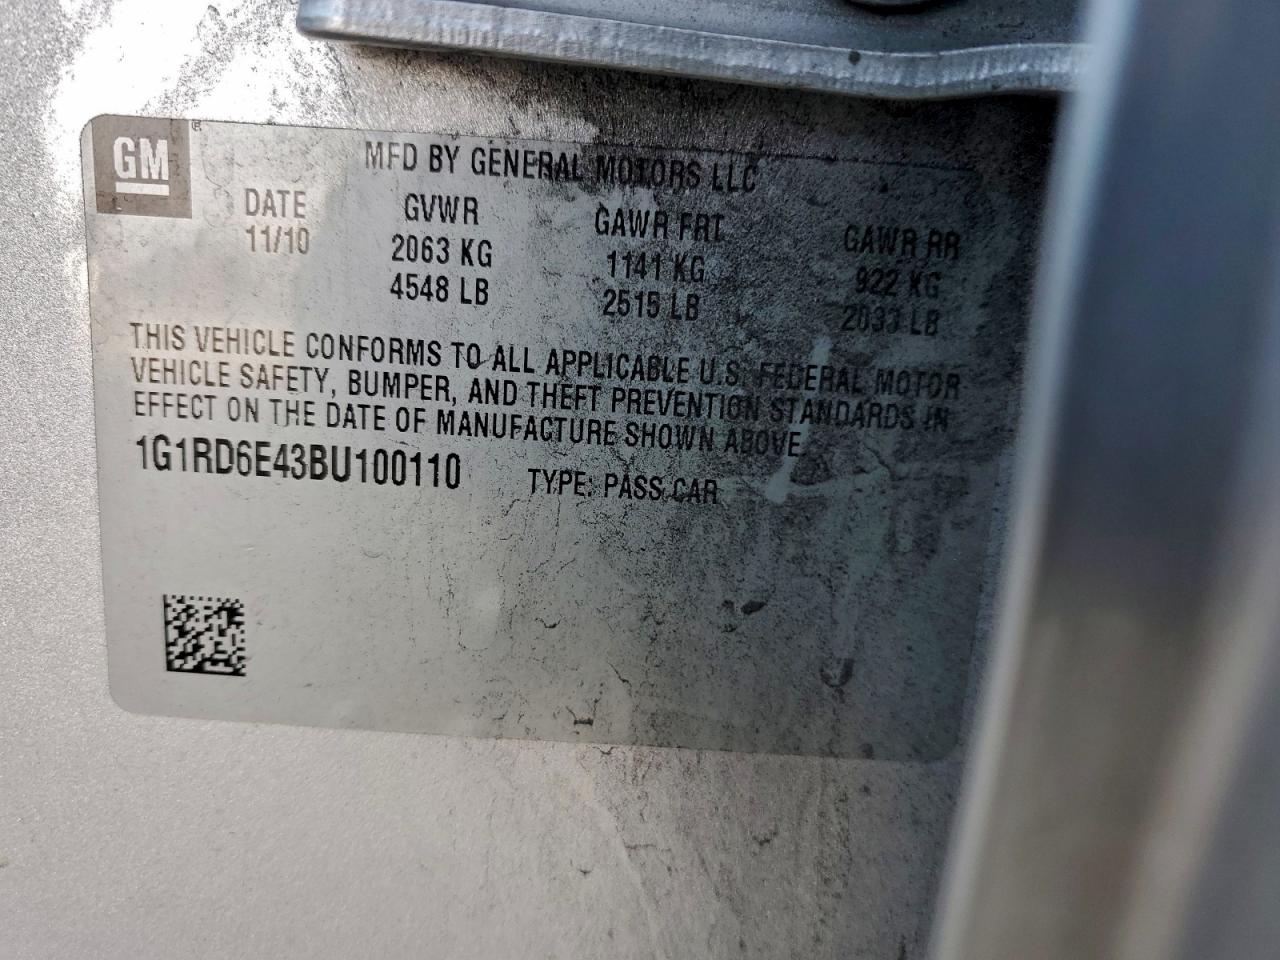 GM
MFD BY GENERAL MOTORS LLC
DATE GVWR GAWR FRT GAWR RR
11/10 2063 KG 1141 KG 922 KG
4548 LB 2515 LB 2033 LB
THIS VEHICLE CONFORMS TO ALL APPLICABLE U.S. FEDERAL MOTOR
VEHICLE SAFETY, BUMPER, AND THEFT PREVENTION STANDARDS IN
EFFECT ON THE DATE OF MANUFACTURE SHOWN ABOVE.
1G1RD6E43BU100110 TYPE: PASS CAR